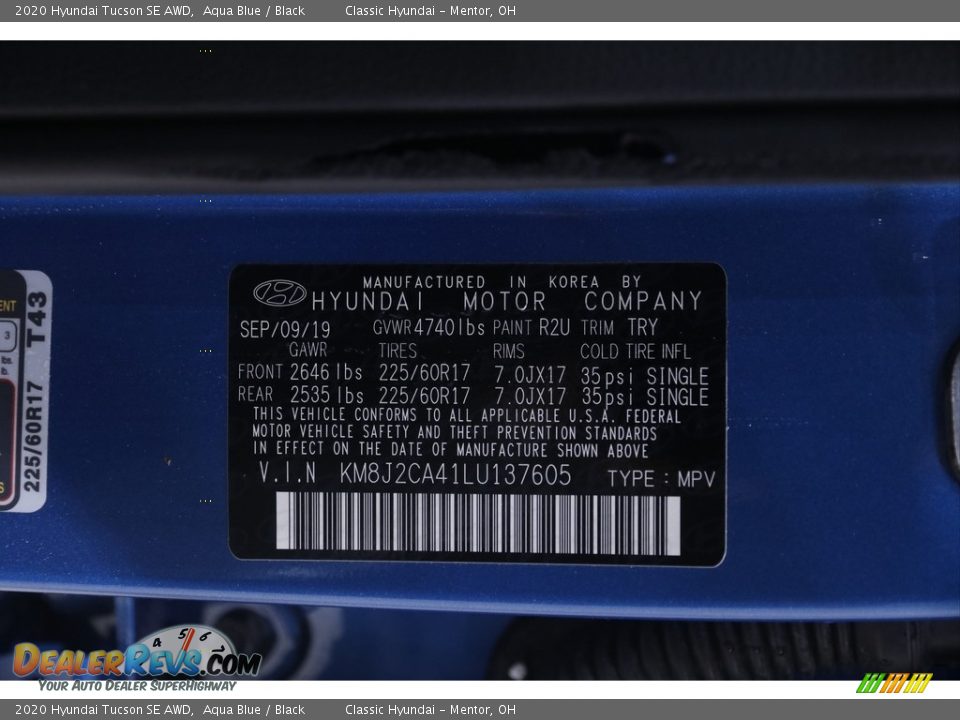 2020 Hyundai Tucson SE AWD, Aqua Blue / Black Classic Hyundai - Mentor, OH
MANUFACTURED IN KOREA BY
HYUNDAI MOTOR COMPANY
SEP/09/19 GVWR 4740lbs PAINT R2U TRIM TRY
GAWR TIRES RIMS COLD TIRE INFL
FRONT 2646 lbs 225/60R17 7.0JX17 35psi SINGLE
REAR 2535 lbs 225/60R17 7.0JX17 35psi SINGLE
THIS VEHICLE CONFORMS TO ALL APPLICABLE U.S.A. FEDERAL
MOTOR VEHICLE SAFETY AND THEFT PREVENTION STANDARDS
IN EFFECT ON THE DATE OF MANUFACTURE SHOWN ABOVE
V.I.N KM8J2CA41LU137605 TYPE : MPV
225/60R17 T43
3
4 5 6
DEALERREVS.COM
YOUR AUTO DEALER SUPERHIGHWAY
2020 Hyundai Tucson SE AWD, Aqua Blue / Black Classic Hyundai - Mentor, OH